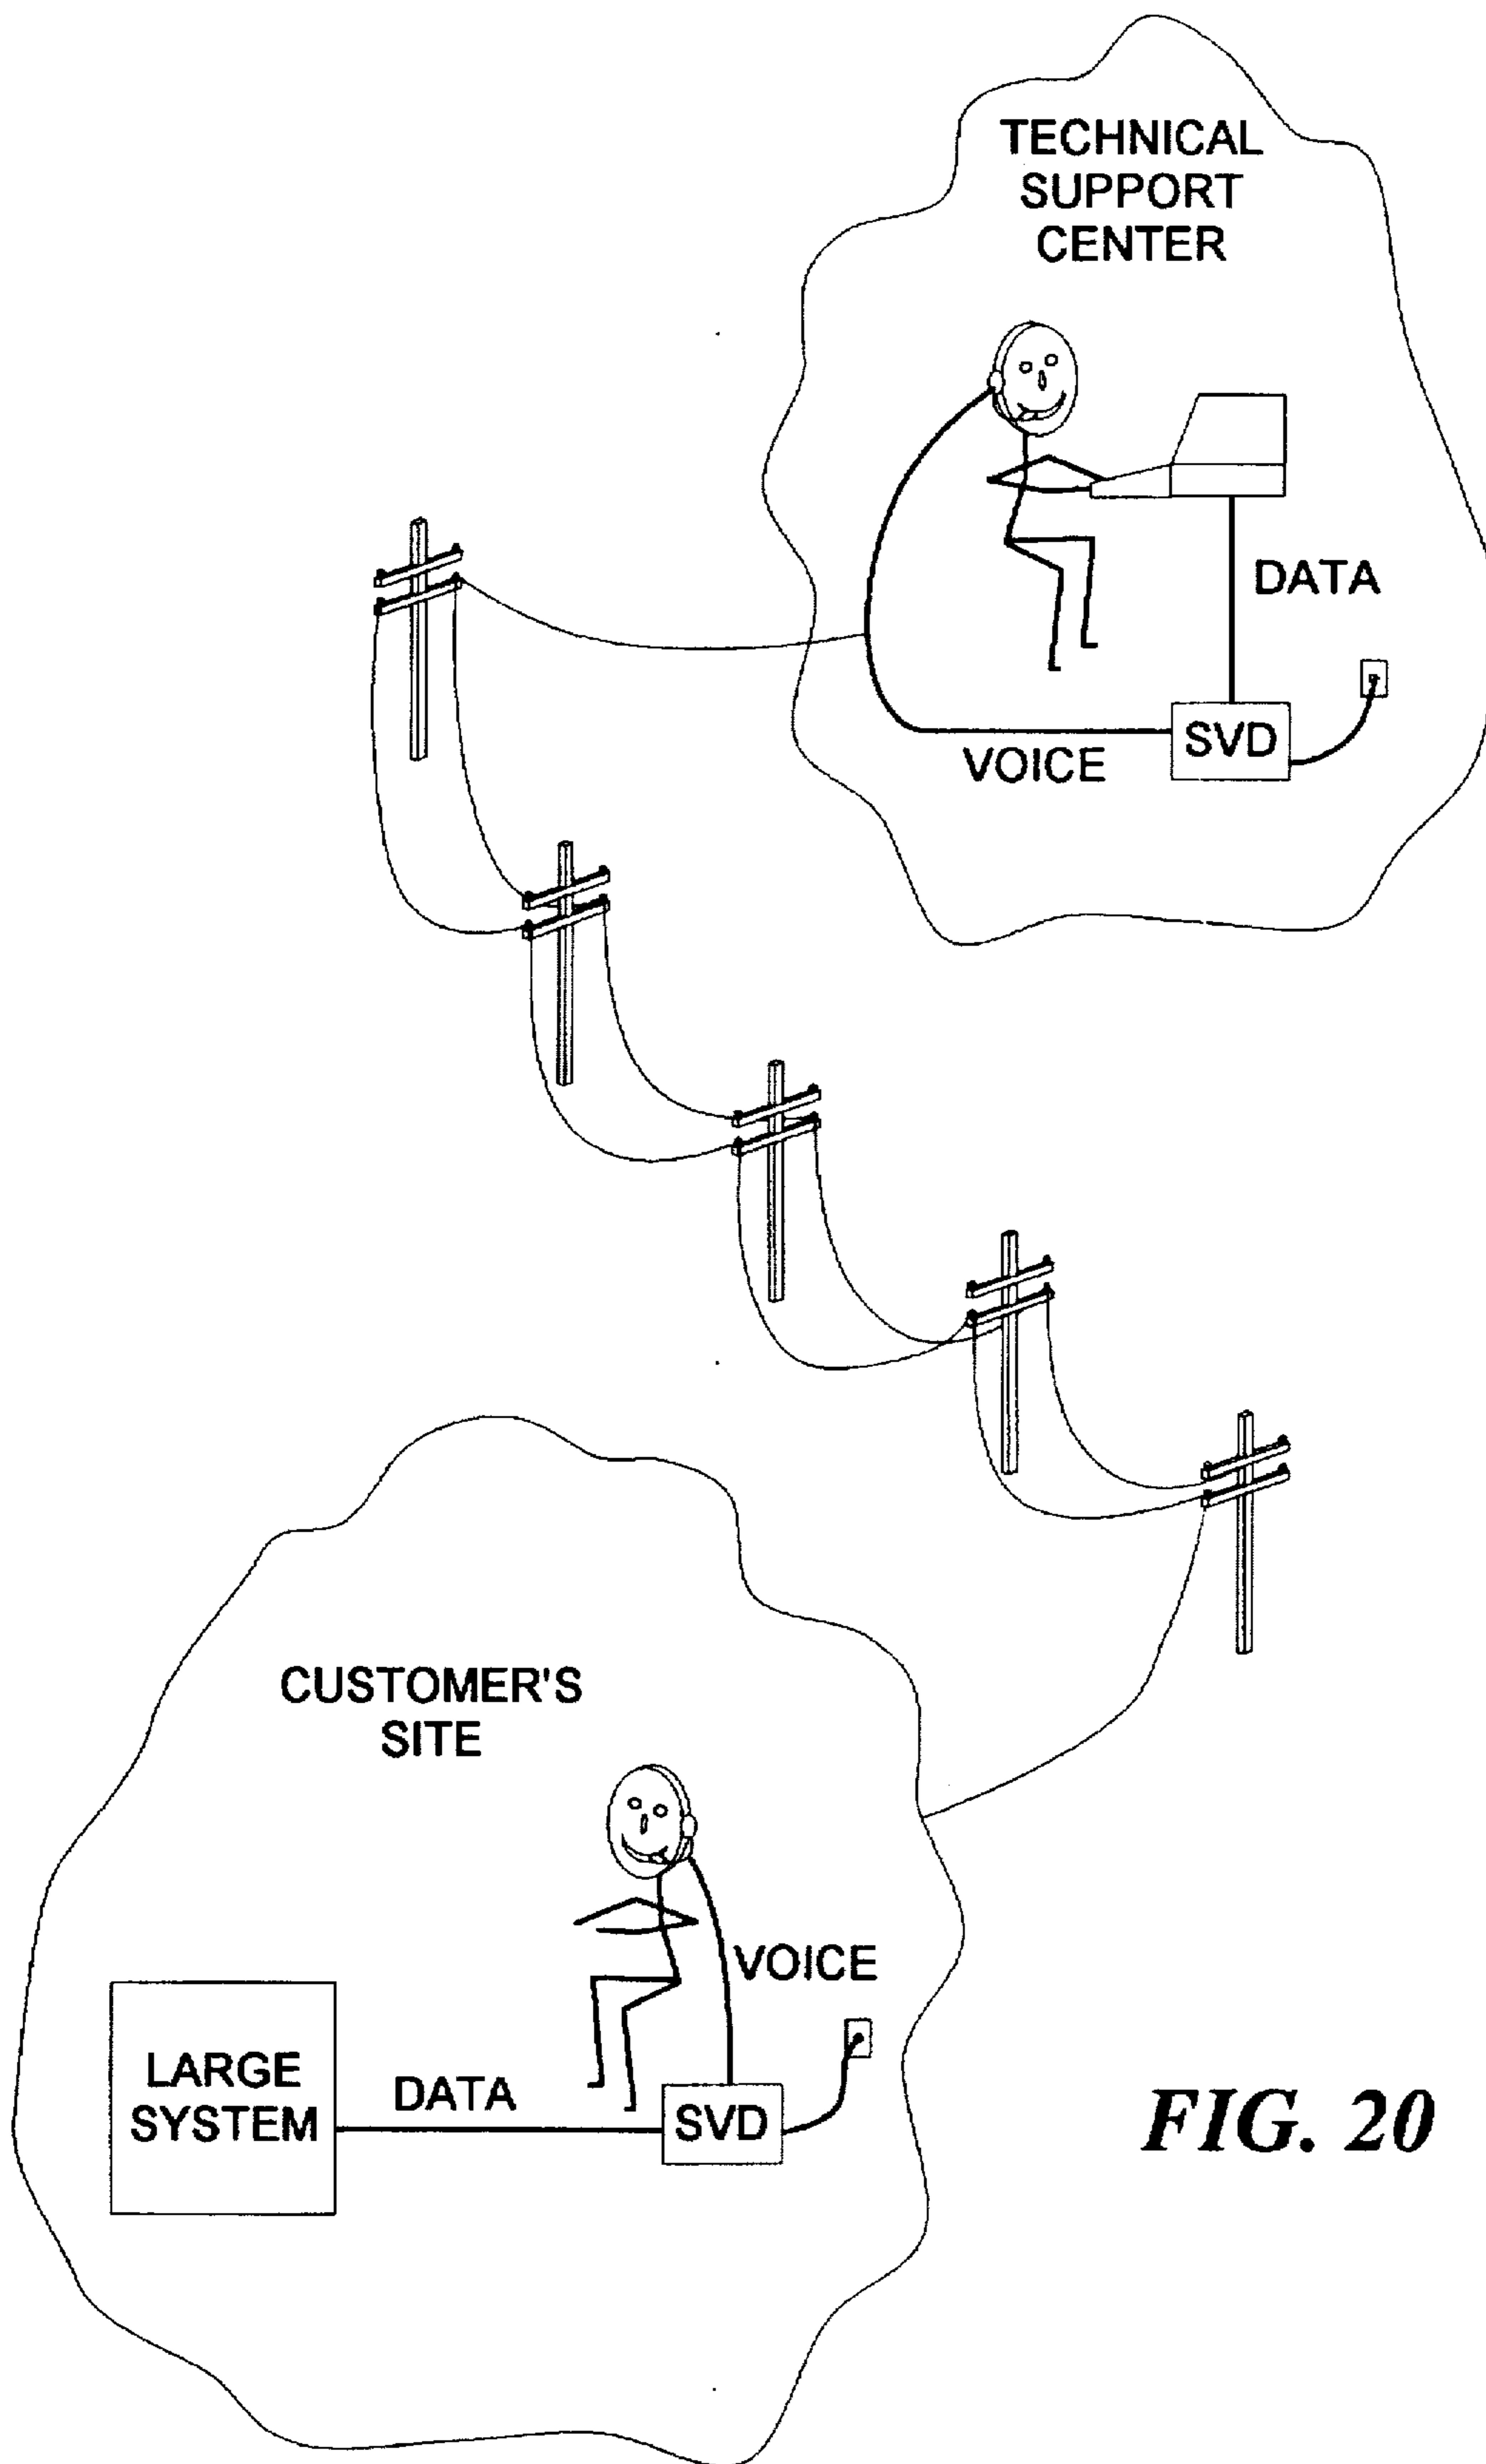 TECHNICAL
SUPPORT
CENTER
DATA
SVD
VOICE
CUSTOMER'S
SITE
VOICE
LARGE
SYSTEM
DATA
SVD
FIG. 20